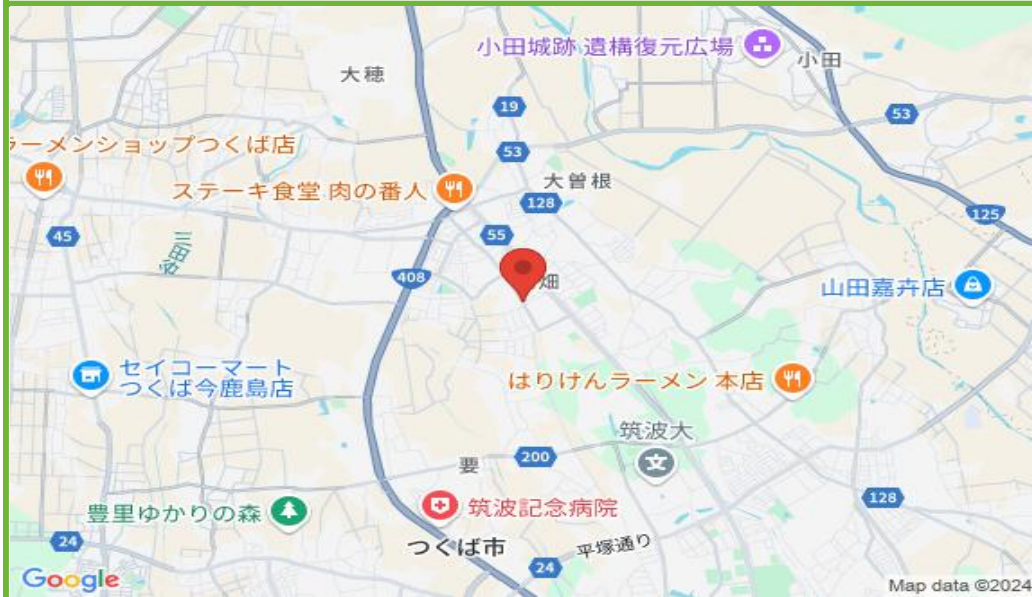 小田城跡 遺構復元広場
小田
大穂
19
53
53
ラーメンショップつくば店
ステーキ食堂 肉の番人
大曽根
128
125
45
55
408
畑
山田嘉卉店
セイコーマート
つくば今鹿島店
はりけんラーメン 本店
筑波大
要
200
128
豊里ゆかりの森
筑波記念病院
24
つくば市
平塚通り
24
Google
Map data ©2024